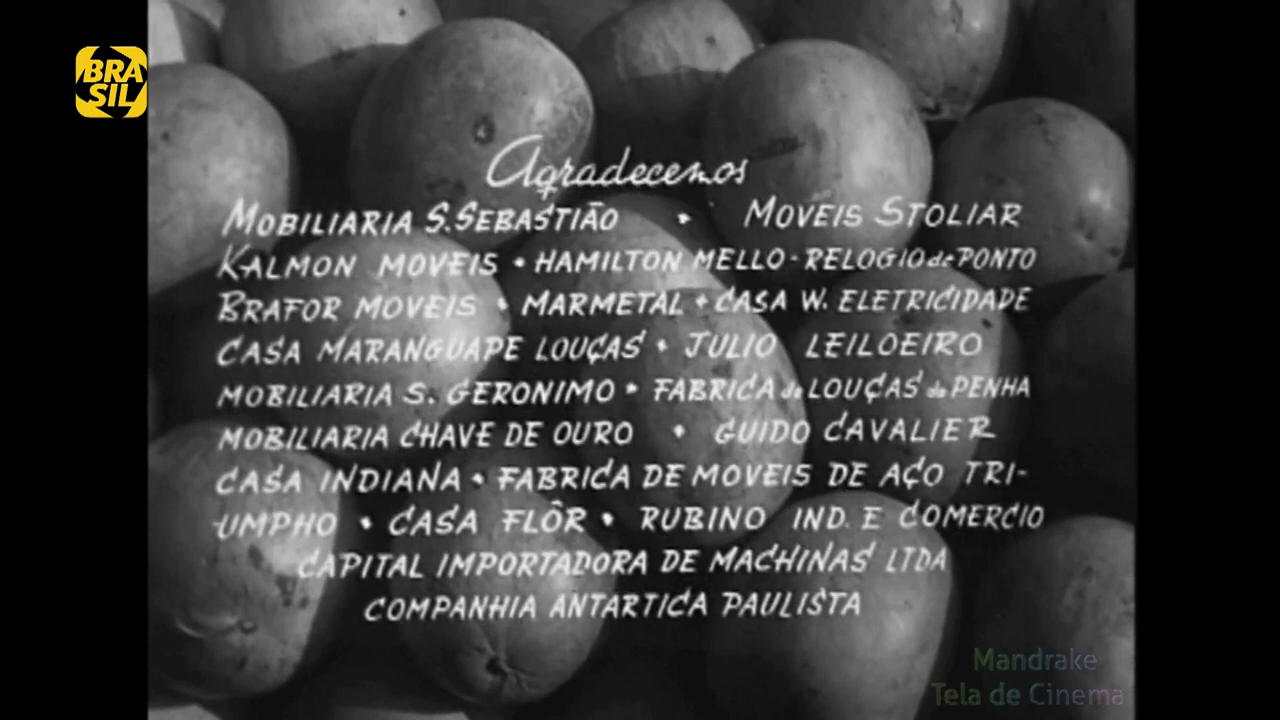 BRA
SIL
Agradecemos
MOBILIARIA S. SEBASTIÃO • MOVEIS STOLIAR
KALMON MOVEIS • HAMILTON MELLO - RELOGIO de PONTO
BRAFOR MOVEIS • MARMETAL • CASA W. ELETRICIDADE
CASA MARANGUAPE LOUÇAS • JULIO LEILOEIRO
MOBILIARIA S. GERONIMO • FABRICA de LOUÇAS da PENHA
MOBILIARIA CHAVE DE OURO • GUIDO CAVALIER
CASA INDIANA • FABRICA DE MOVEIS DE AÇO TRI-
UMPHO • CASA FLÔR • RUBINO IND. E COMERCIO
CAPITAL IMPORTADORA DE MACHINAS LTDA
COMPANHIA ANTARTICA PAULISTA
Mandrake
Tela de Cinema